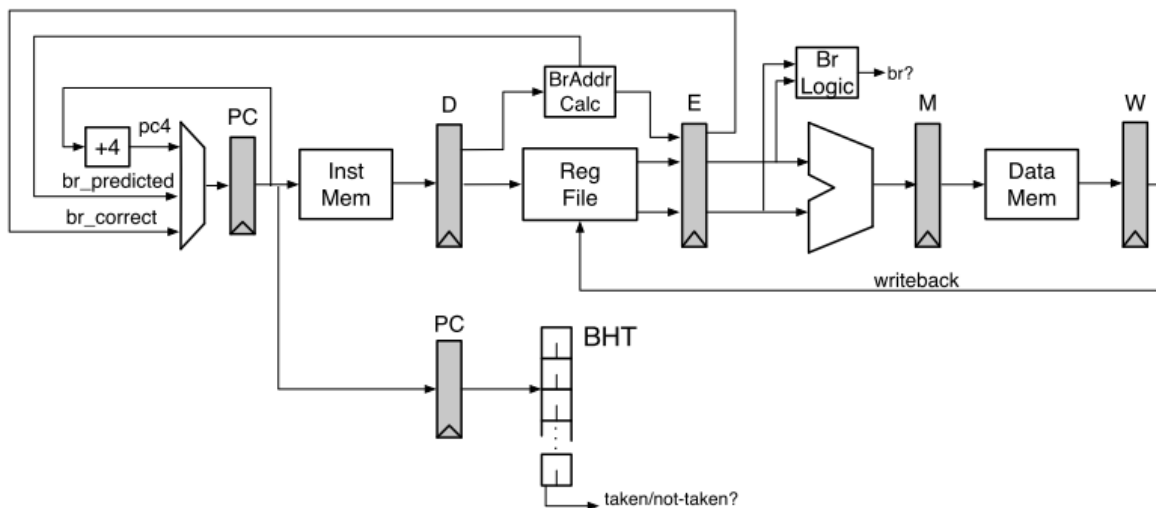 Br
Logic
br?
BrAddr
Calc
PC
D
E
M
W
pc4
+4
br_predicted
br_correct
Inst
Mem
Reg
File
Data
Mem
writeback
PC
BHT
taken/not-taken?